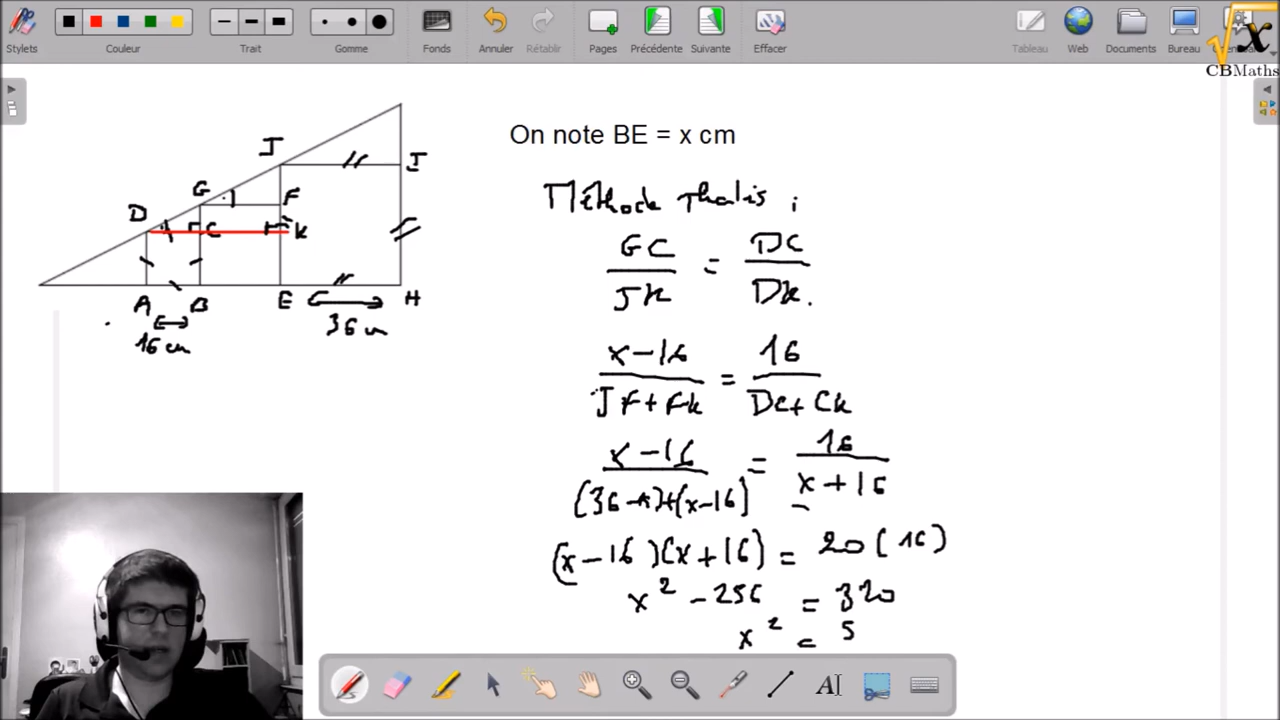 Stylets
Couleur
Trait
Gomme
Fonds
Annuler
Rétablir
Pages
Précédente
Suivante
Effacer
Tableau
Web
Documents
Bureau
√x
CBMaths
On note BE = x cm
Méthode Thalès :
GC / JK = DC / DK.
x-16 / JF+FK = 16 / DC+CK
x-16 / (36-x)+(x-16) = 16 / x+16
(x-16)(x+16) = 20(16)
x² - 256 = 320
x² = 5
J
I
G
F
D
C
K
A
B
E
H
16 cm
36 cm